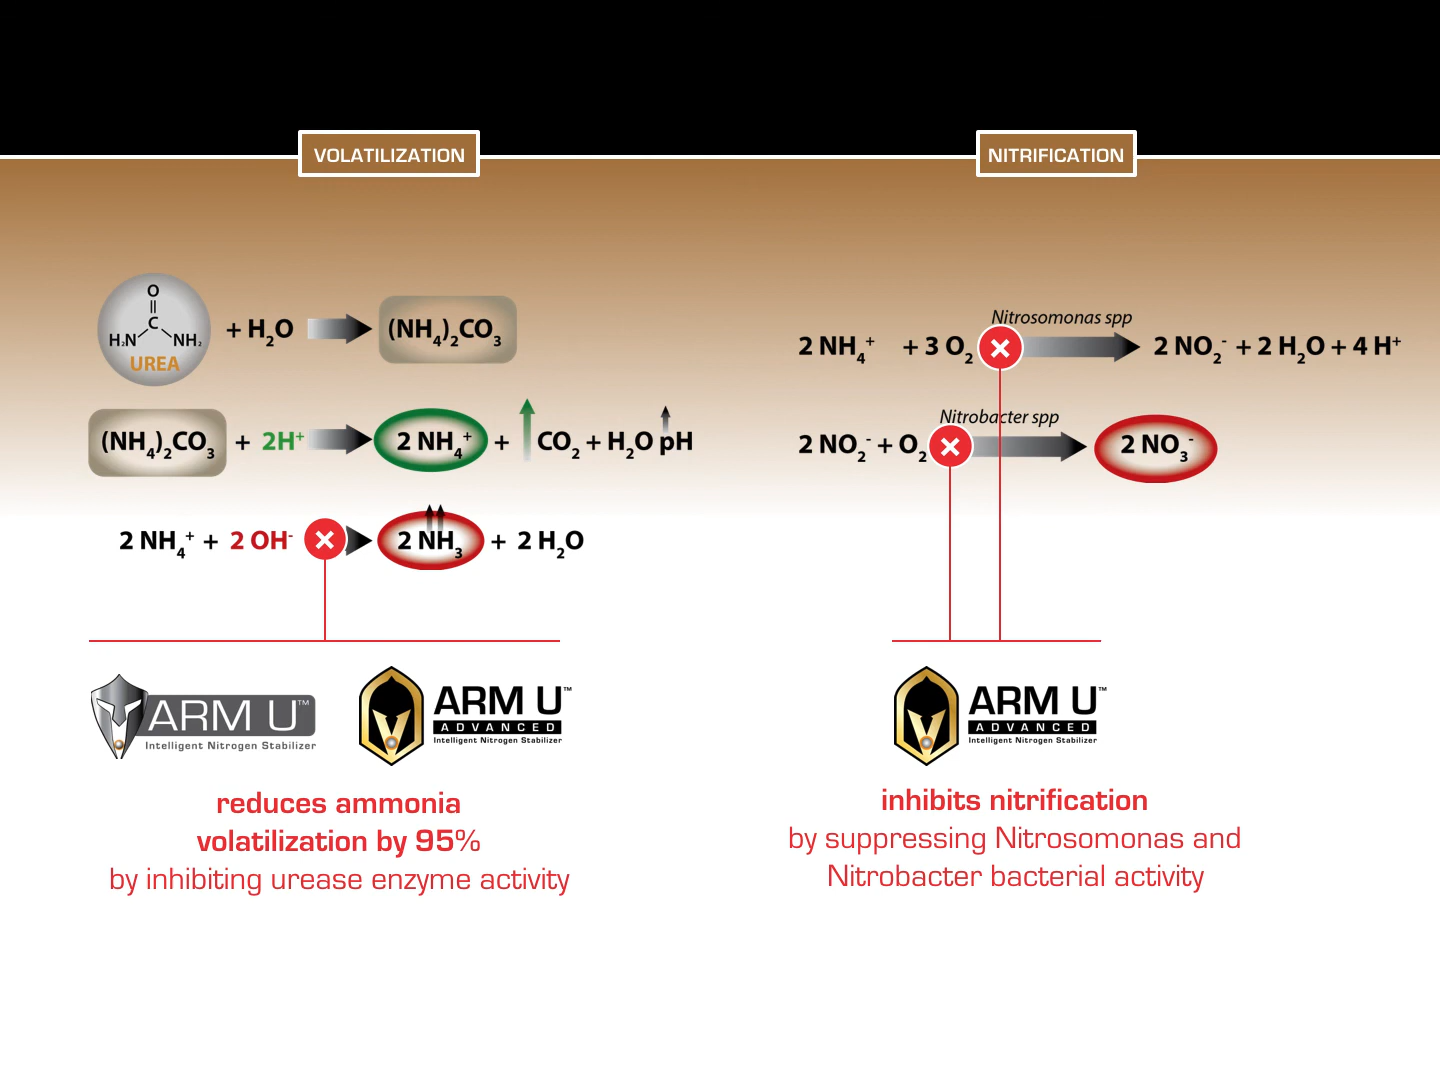 VOLATILIZATION
NITRIFICATION
O
||
C
H₂N NH₂
UREA
+ H₂O (NH₄)₂CO₃
(NH₄)₂CO₃ + 2H⁺ 2 NH₄⁺ + CO₂ + H₂O pH
2 NH₄⁺ + 2 OH⁻ 2 NH₃ + 2 H₂O
ARM U™
Intelligent Nitrogen Stabilizer
ARM U™
ADVANCED
Intelligent Nitrogen Stabilizer
reduces ammonia
volatilization by 95%
by inhibiting urease enzyme activity
Nitrosomonas spp
2 NH₄⁺ + 3 O₂ 2 NO₂⁻ + 2 H₂O + 4 H⁺
Nitrobacter spp
2 NO₂⁻ + O₂ 2 NO₃⁻
ARM U™
ADVANCED
Intelligent Nitrogen Stabilizer
inhibits nitrification
by suppressing Nitrosomonas and
Nitrobacter bacterial activity